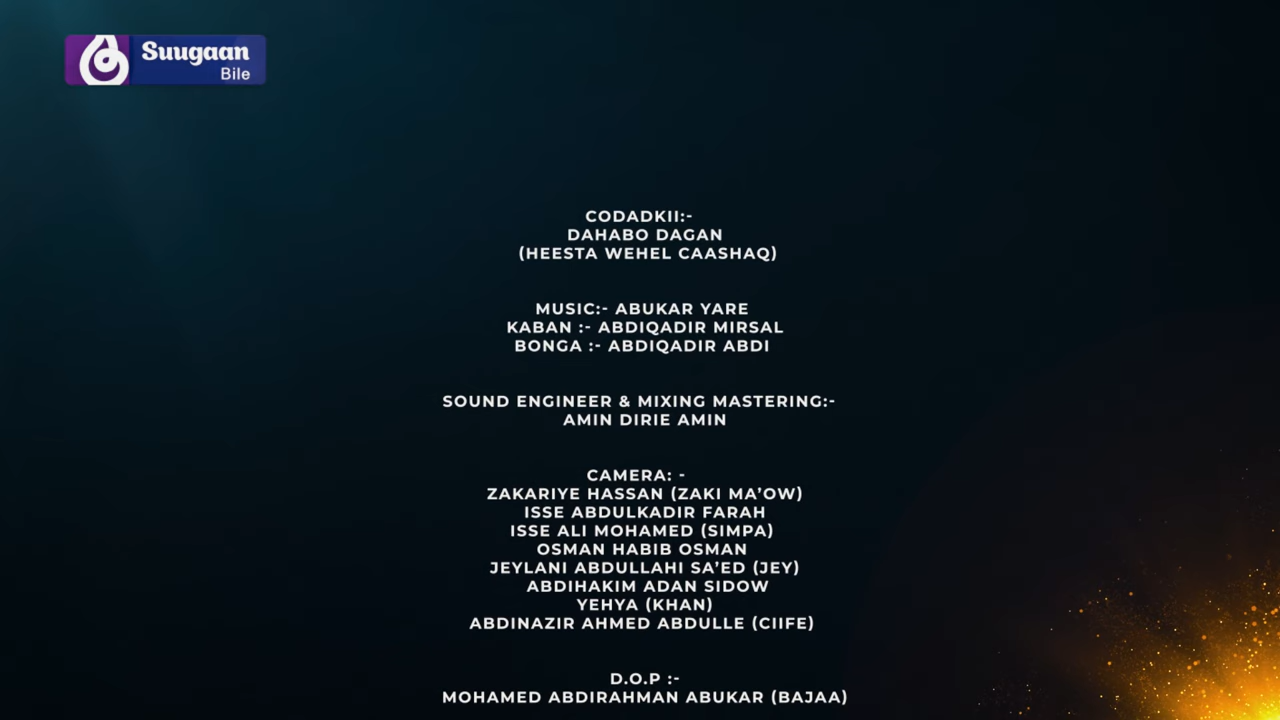 Suugaan
Bile
CODADKII:-
DAHABO DAGAN
(HEESTA WEHEL CAASHAQ)
MUSIC:- ABUKAR YARE
KABAN :- ABDIQADIR MIRSAL
BONGA :- ABDIQADIR ABDI
SOUND ENGINEER & MIXING MASTERING:-
AMIN DIRIE AMIN
CAMERA: -
ZAKARIYE HASSAN (ZAKI MA’OW)
ISSE ABDULKADIR FARAH
ISSE ALI MOHAMED (SIMPA)
OSMAN HABIB OSMAN
JEYLANI ABDULLAHI SA’ED (JEY)
ABDIHAKIM ADAN SIDOW
YEHYA (KHAN)
ABDINAZIR AHMED ABDULLE (CIIFE)
D.O.P :-
MOHAMED ABDIRAHMAN ABUKAR (BAJAA)